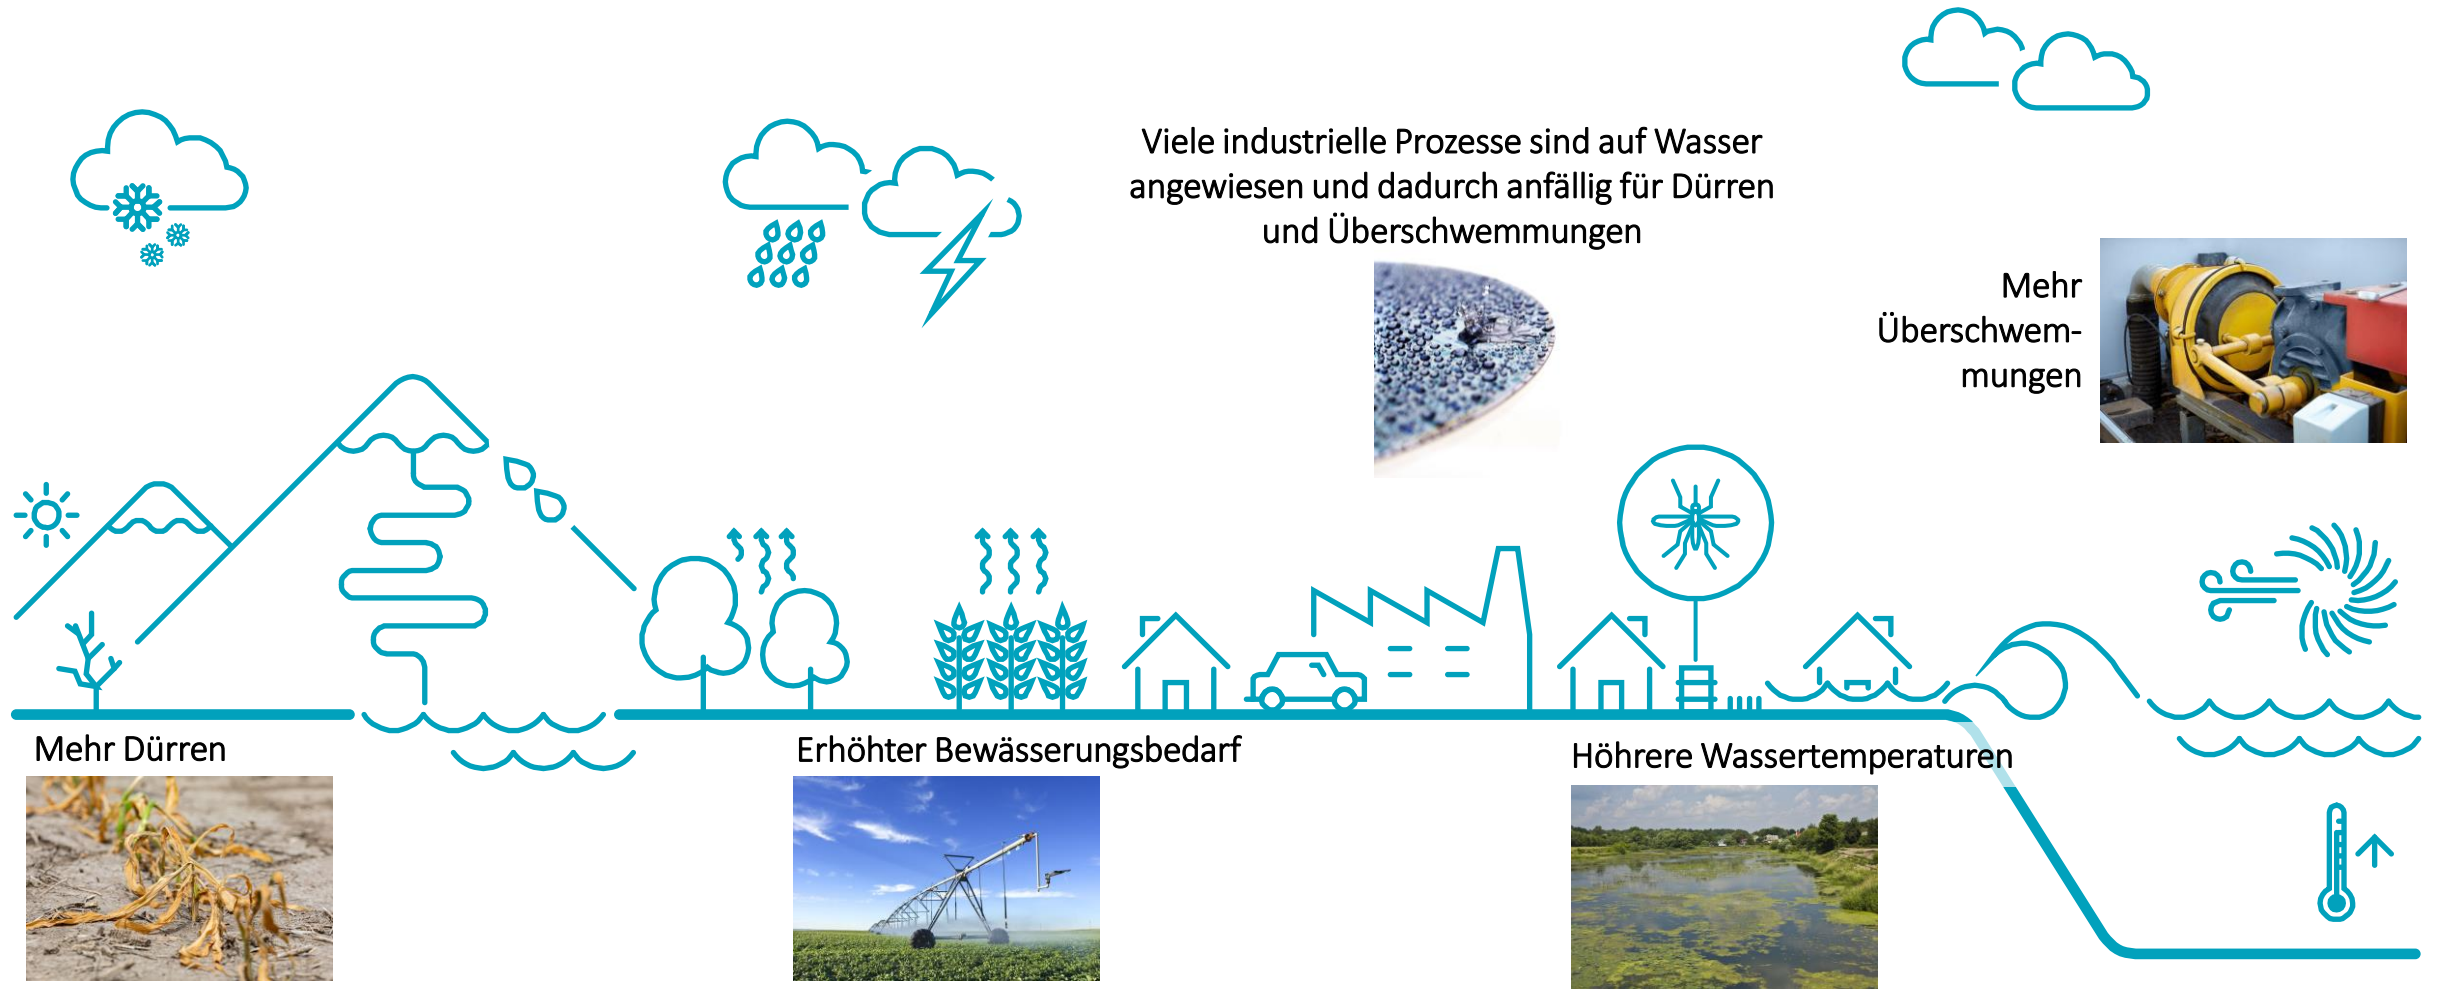 Viele industrielle Prozesse sind auf Wasser
angewiesen und dadurch anfällig für Dürren
und Überschwemmungen
Mehr
Überschwem-
mungen
Mehr Dürren
Erhöhter Bewässerungsbedarf
Höhrere Wassertemperaturen